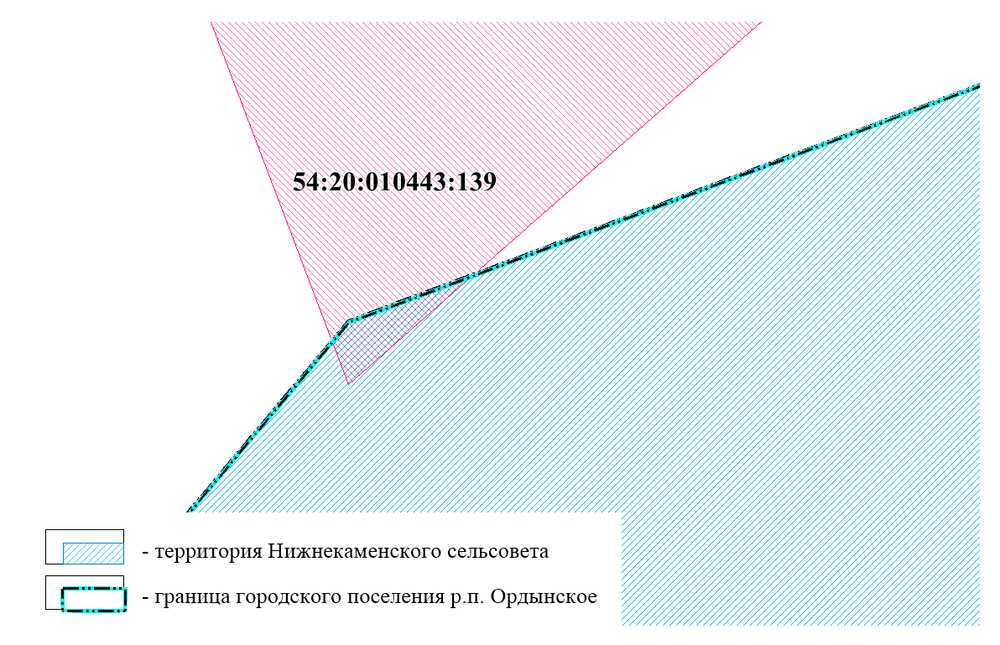 54:20:010443:139
- территория Нижнекаменского сельсовета
- граница городского поселения р.п. Ордынское